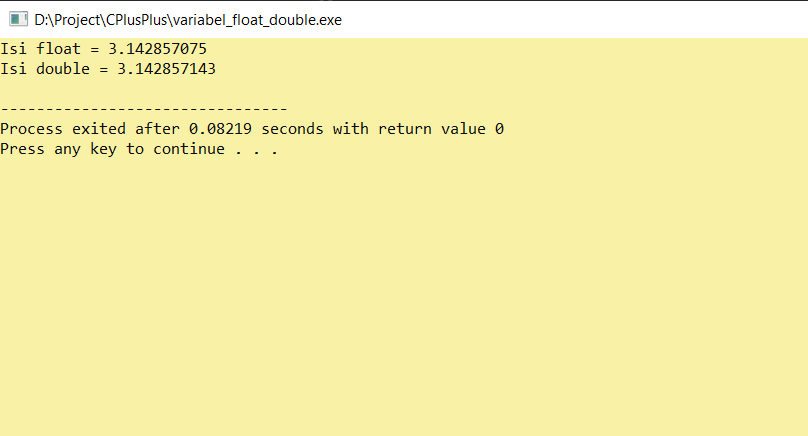 D:\Project\CPlusPlus\variabel_float_double.exe
Isi float = 3.142857075
Isi double = 3.142857143
--------------------------------
Process exited after 0.08219 seconds with return value 0
Press any key to continue . . .